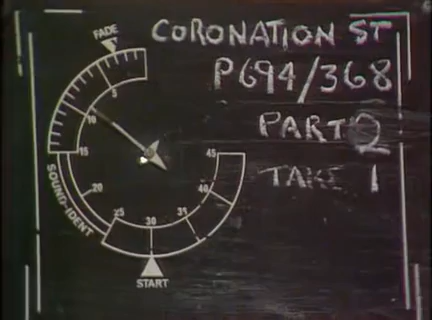 CORONATION ST
P694/368
PART 2
TAKE 1
FADE
5
10
15
20
25
30
35
40
45
SOUND-IDENT
START